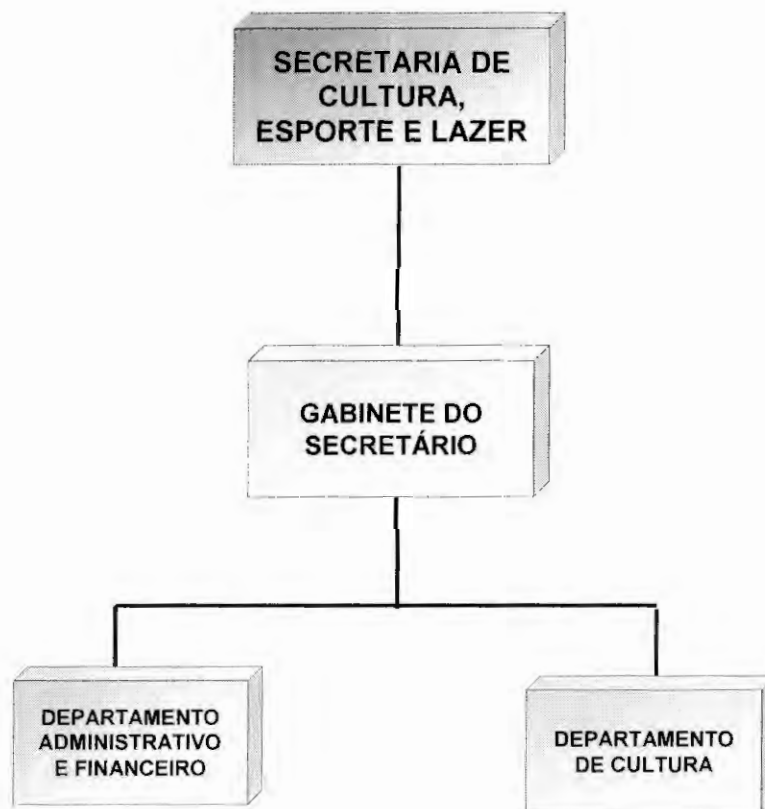 SECRETARIA DE
CULTURA,
ESPORTE E LAZER
GABINETE DO
SECRETÁRIO
DEPARTAMENTO
ADMINISTRATIVO
E FINANCEIRO
DEPARTAMENTO
DE CULTURA